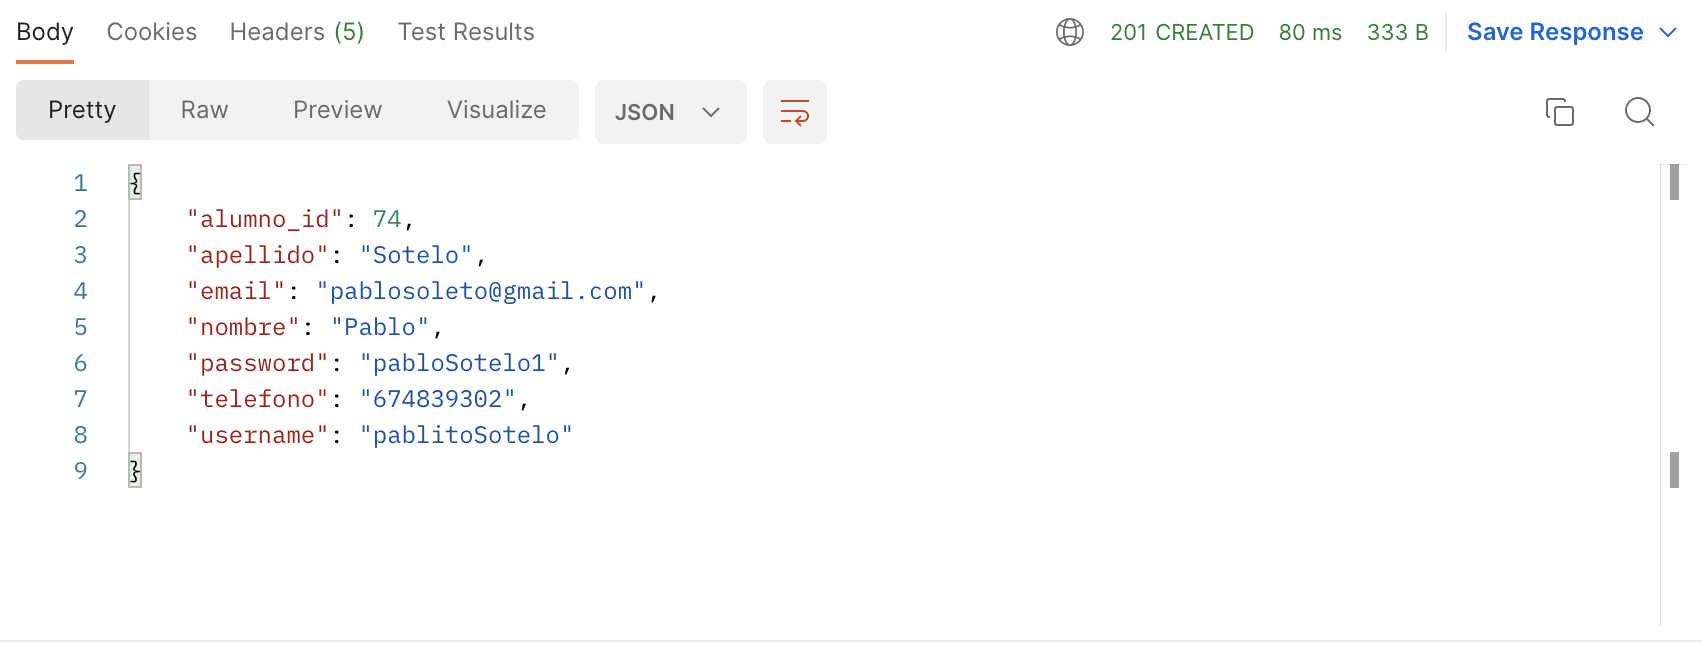 Body Cookies Headers (5) Test Results 201 CREATED 80 ms 333 B Save Response
Pretty Raw Preview Visualize JSON
1 {
2 "alumno_id": 74,
3 "apellido": "Sotelo",
4 "email": "pablosoleto@gmail.com",
5 "nombre": "Pablo",
6 "password": "pabloSotelo1",
7 "telefono": "674839302",
8 "username": "pablitoSotelo"
9 }